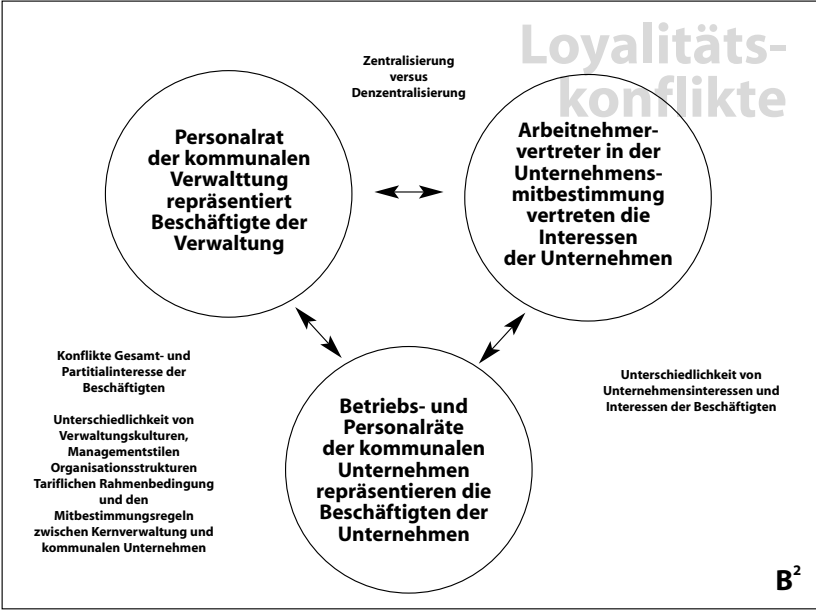 Loyalitäts-
konflikte
Zentralisierung
versus
Denzentralisierung
Personalrat
der kommunalen
Verwalttung
repräsentiert
Beschäftigte der
Verwaltung
Arbeitnehmer-
vertreter in der
Unternehmens-
mitbestimmung
vertreten die
Interessen
der Unternehmen
Konflikte Gesamt- und
Partitialinteresse der
Beschäftigten
Unterschiedlichkeit von
Verwaltungskulturen,
Managementstilen
Organisationsstrukturen
Tariflichen Rahmenbedingung
und den
Mitbestimmungsregeln
zwischen Kernverwaltung und
kommunalen Unternehmen
Betriebs- und
Personalräte
der kommunalen
Unternehmen
repräsentieren die
Beschäftigten der
Unternehmen
Unterschiedlichkeit von
Unternehmensinteressen und
Interessen der Beschäftigten
B²